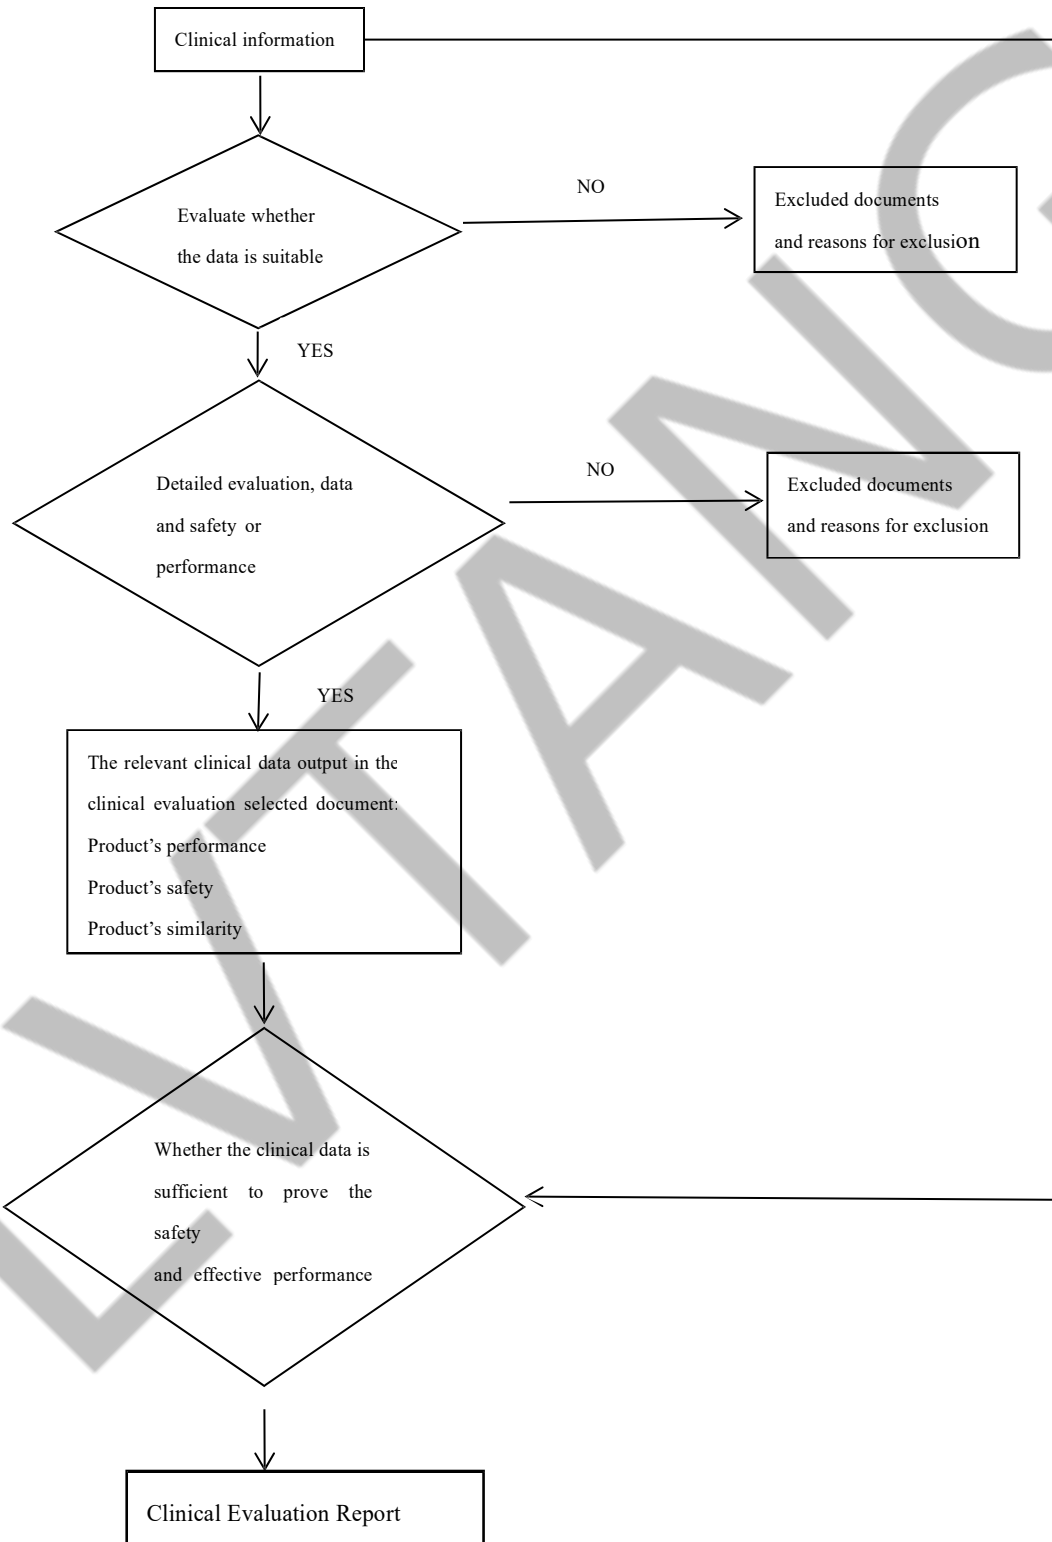 Clinical information
Evaluate whether
the data is suitable
NO
Excluded documents
and reasons for exclusion
YES
Detailed evaluation, data
and safety or
performance
NO
Excluded documents
and reasons for exclusion
YES
The relevant clinical data output in the
clinical evaluation selected document:
Product’s performance
Product’s safety
Product’s similarity
Whether the clinical data is
sufficient to prove the
safety
and effective performance
Clinical Evaluation Report